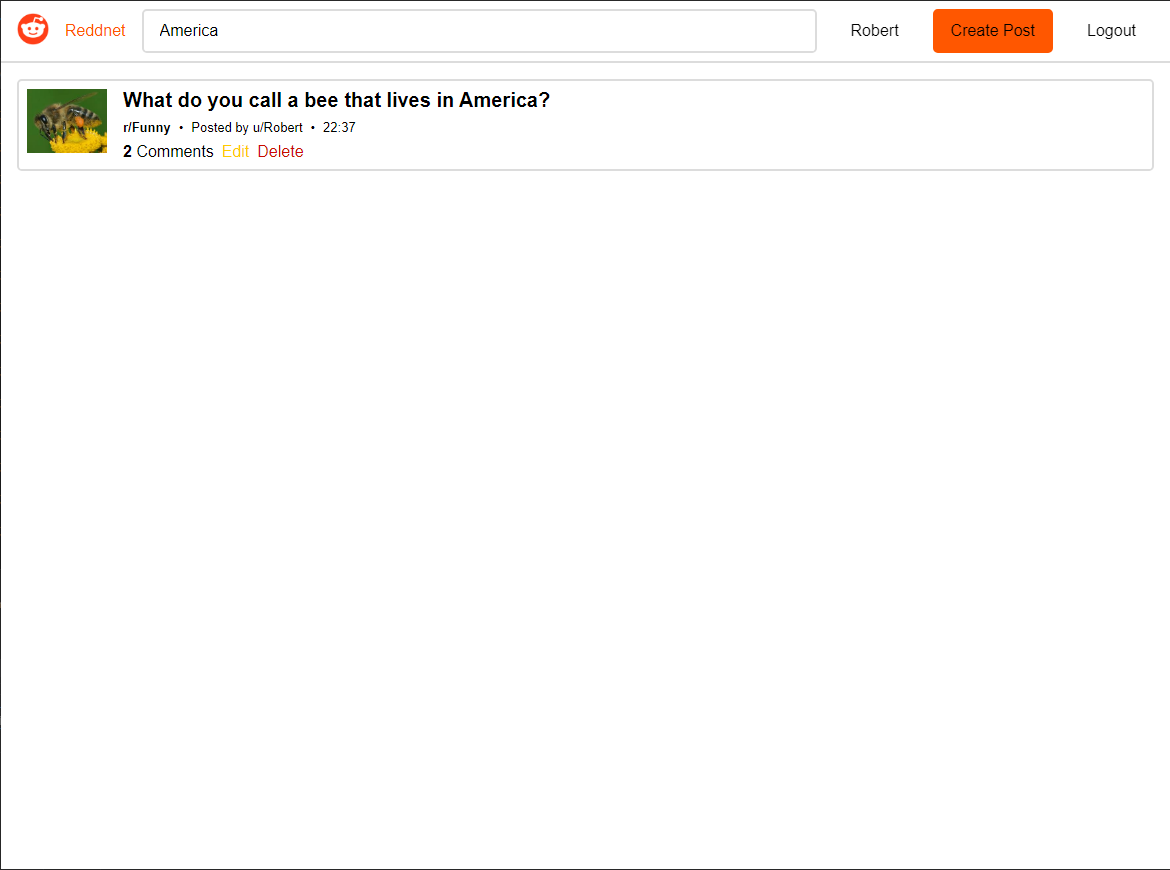 Reddnet America Robert Create Post Logout
What do you call a bee that lives in America?
r/Funny • Posted by u/Robert • 22:37
2 Comments Edit Delete